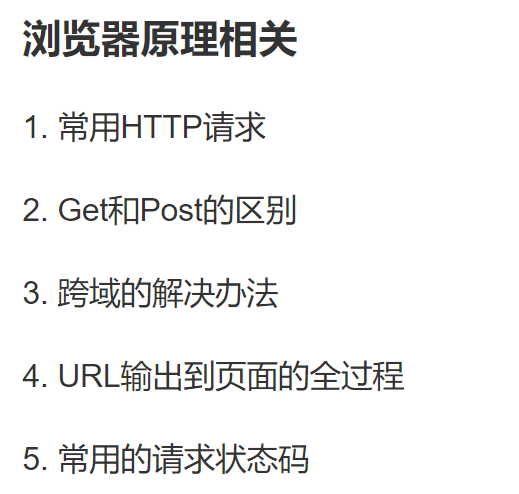 浏览器原理相关
1. 常用HTTP请求
2. Get和Post的区别
3. 跨域的解决办法
4. URL输出到页面的全过程
5. 常用的请求状态码